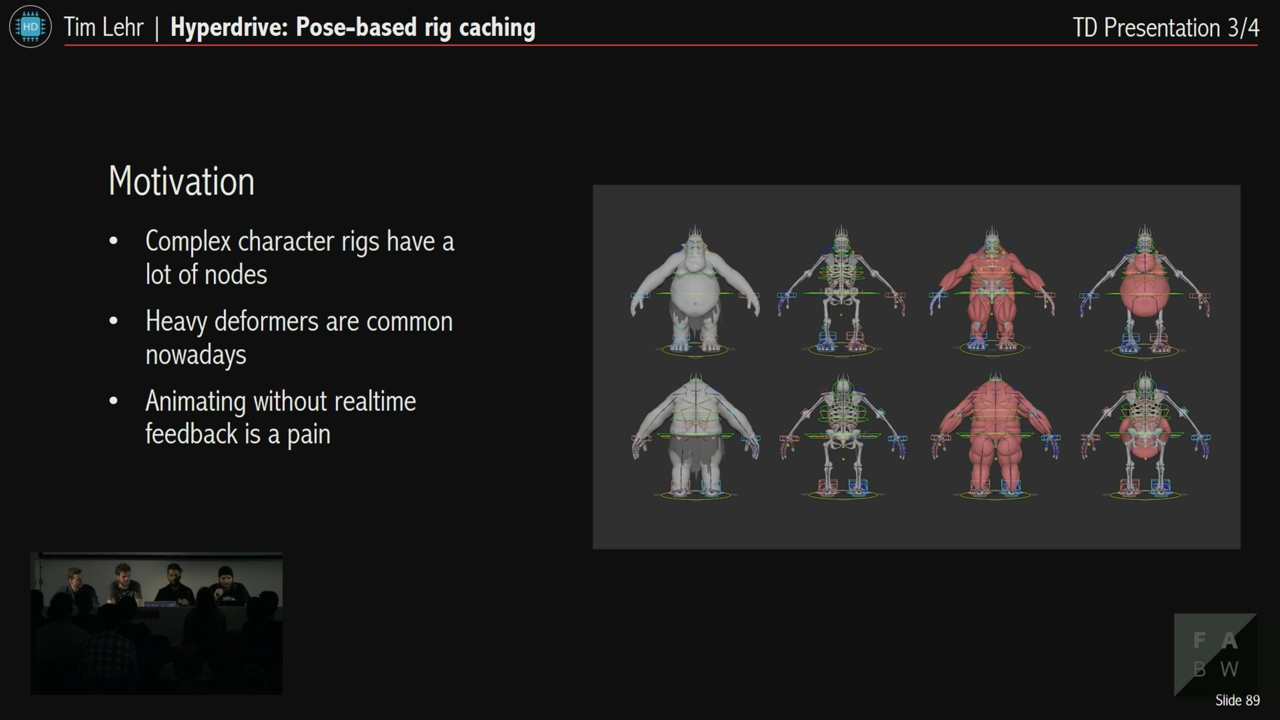 HD
Tim Lehr | Hyperdrive: Pose-based rig caching
TD Presentation 3/4
Motivation
• Complex character rigs have a
lot of nodes
• Heavy deformers are common
nowadays
• Animating without realtime
feedback is a pain
F A
B W
Slide 89